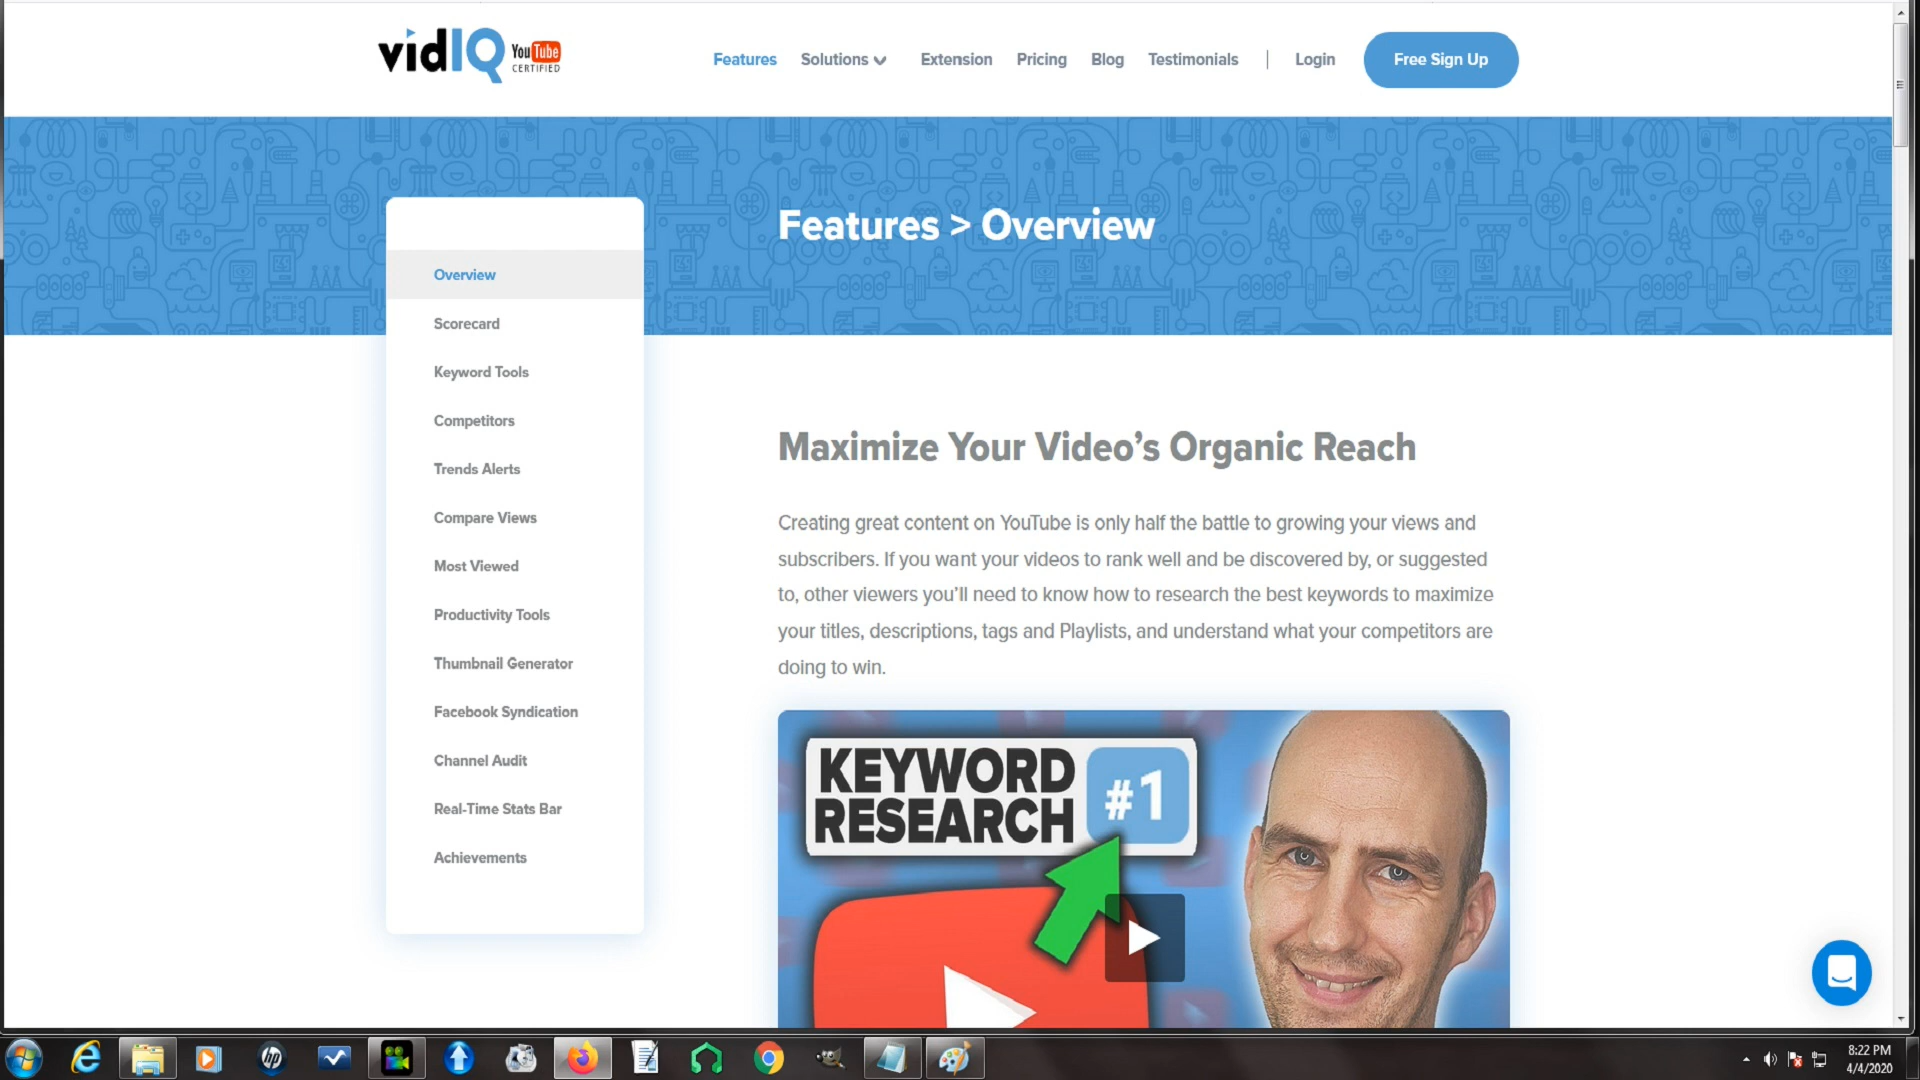 vidIQ YouTube CERTIFIED
Features Solutions Extension Pricing Blog Testimonials | Login Free Sign Up
Features > Overview
Overview
Scorecard
Keyword Tools
Competitors
Trends Alerts
Compare Views
Most Viewed
Productivity Tools
Thumbnail Generator
Facebook Syndication
Channel Audit
Real-Time Stats Bar
Achievements
Maximize Your Video’s Organic Reach
Creating great content on YouTube is only half the battle to growing your views and
subscribers. If you want your videos to rank well and be discovered by, or suggested
to, other viewers you’ll need to know how to research the best keywords to maximize
your titles, descriptions, tags and Playlists, and understand what your competitors are
doing to win.
KEYWORD
RESEARCH
#1
hp
8:22 PM
4/4/2020